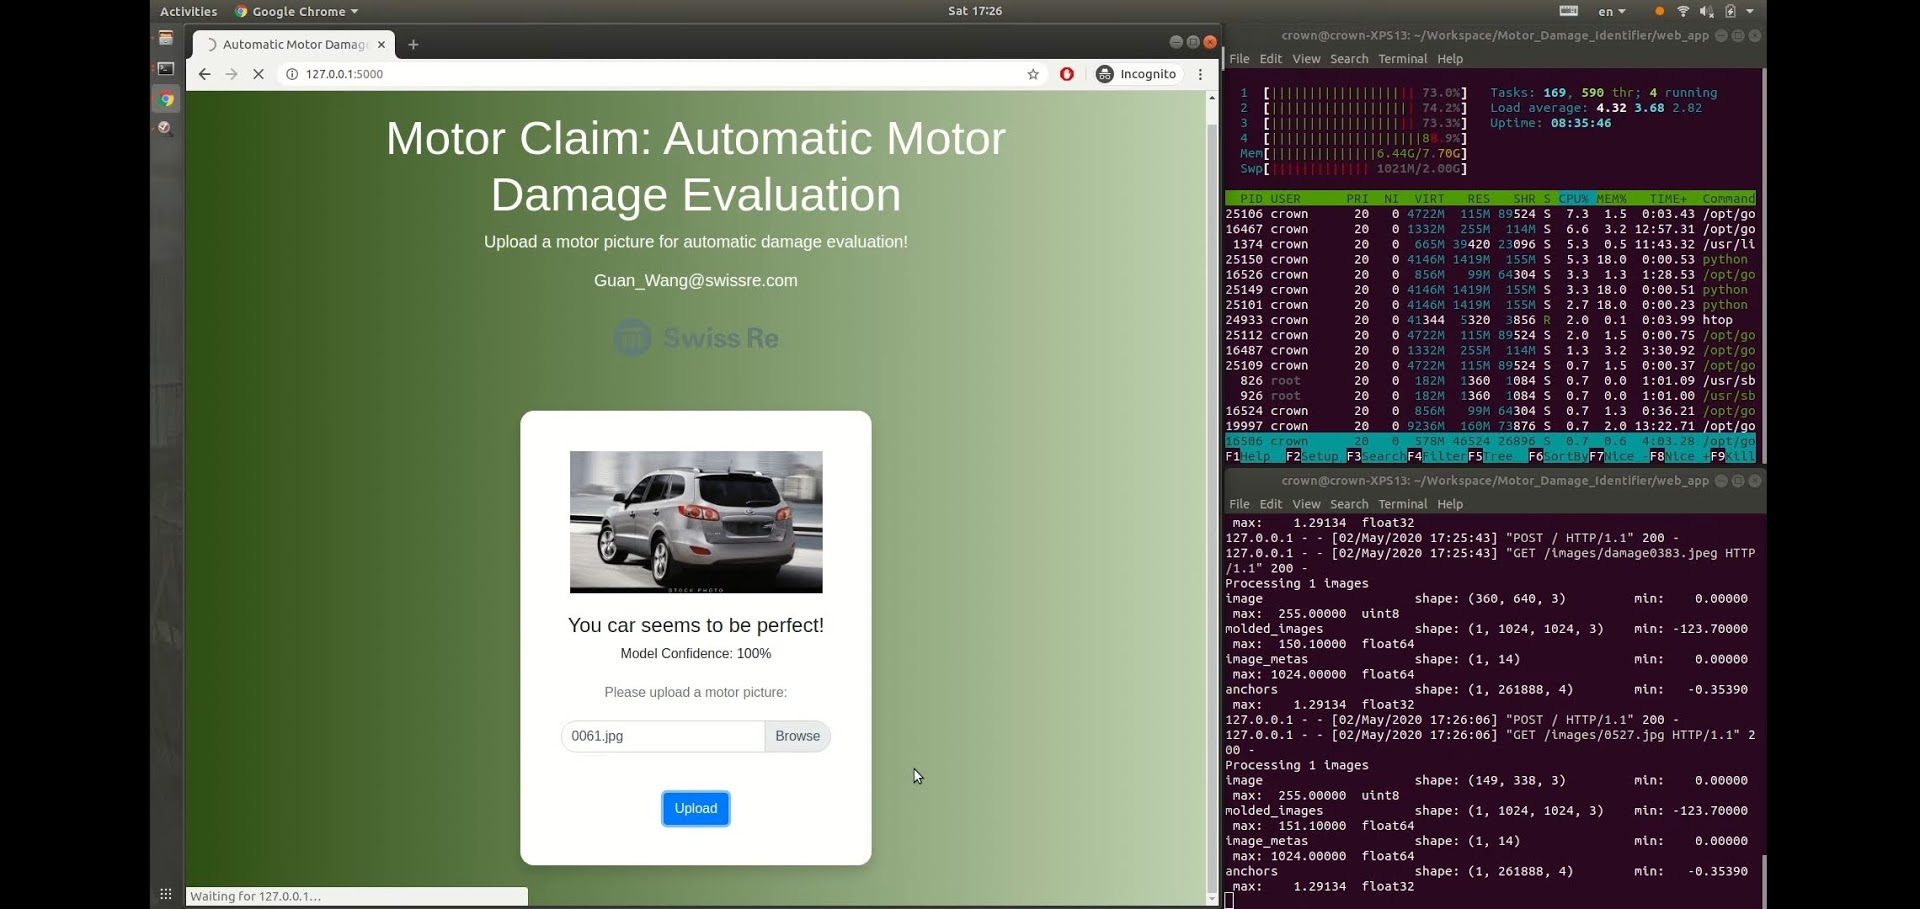 Activities
Google Chrome
Sat 17:26
en
Automatic Motor Damag
127.0.0.1:5000
Incognito
Motor Claim: Automatic Motor
Damage Evaluation
Upload a motor picture for automatic damage evaluation!
Guan_Wang@swissre.com
Swiss Re
STOCK PHOTO
You car seems to be perfect!
Model Confidence: 100%
Please upload a motor picture:
0061.jpg Browse
Upload
Waiting for 127.0.0.1...
crown@crown-XPS13: ~/Workspace/Motor_Damage_Identifier/web_app
File Edit View Search Terminal Help
1 [|||||||||||||||||||| 73.0%] Tasks: 169, 590 thr; 4 running
2 [|||||||||||||||||||| 74.2%] Load average: 4.32 3.68 2.82
3 [|||||||||||||||||||| 73.3%] Uptime: 08:35:46
4 [||||||||||||||||||||88.9%]
Mem[||||||||||||||6.44G/7.70G]
Swp[||||||||||||| 1021M/2.00G]
PID USER PRI NI VIRT RES SHR S CPU% MEM% TIME+ Command
25106 crown 20 0 4722M 115M 89524 S 7.3 1.5 0:03.43 /opt/go
16467 crown 20 0 1332M 255M 114M S 6.6 3.2 12:57.31 /opt/go
1374 crown 20 0 665M 39420 23096 S 5.3 0.5 11:43.32 /usr/li
25150 crown 20 0 4146M 1419M 155M S 5.3 18.0 0:00.53 python
16526 crown 20 0 856M 99M 64304 S 3.3 1.3 1:28.53 /opt/go
25149 crown 20 0 4146M 1419M 155M S 3.3 18.0 0:00.51 python
25101 crown 20 0 4146M 1419M 155M S 2.7 18.0 0:00.23 python
24933 crown 20 0 41344 5320 3856 R 2.0 0.1 0:03.99 htop
25112 crown 20 0 4722M 115M 89524 S 2.0 1.5 0:00.75 /opt/go
16487 crown 20 0 1332M 255M 114M S 1.3 3.2 3:30.92 /opt/go
25109 crown 20 0 4722M 115M 89524 S 0.7 1.5 0:00.37 /opt/go
826 root 20 0 182M 1360 1084 S 0.7 0.0 1:01.09 /usr/sb
926 root 20 0 182M 1360 1084 S 0.7 0.0 1:01.00 /usr/sb
16524 crown 20 0 856M 99M 64304 S 0.7 1.3 0:36.21 /opt/go
19997 crown 20 0 9236M 160M 73876 S 0.7 2.0 13:22.71 /opt/go
16506 crown 20 0 578M 46524 26896 S 0.7 0.6 4:03.28 /opt/go
F1Help F2Setup F3SearchF4FilterF5Tree F6SortByF7Nice -F8Nice +F9Kill
crown@crown-XPS13: ~/Workspace/Motor_Damage_Identifier/web_app
File Edit View Search Terminal Help
max: 1.29134 float32
127.0.0.1 - - [02/May/2020 17:25:43] "POST / HTTP/1.1" 200 -
127.0.0.1 - - [02/May/2020 17:25:43] "GET /images/damage0383.jpeg HTTP
/1.1" 200 -
Processing 1 images
image shape: (360, 640, 3) min: 0.00000
max: 255.00000 uint8
molded_images shape: (1, 1024, 1024, 3) min: -123.70000
max: 150.10000 float64
image_metas shape: (1, 14) min: 0.00000
max: 1024.00000 float64
anchors shape: (1, 261888, 4) min: -0.35390
max: 1.29134 float32
127.0.0.1 - - [02/May/2020 17:26:06] "POST / HTTP/1.1" 200 -
127.0.0.1 - - [02/May/2020 17:26:06] "GET /images/0527.jpg HTTP/1.1" 2
00 -
Processing 1 images
image shape: (149, 338, 3) min: 0.00000
max: 255.00000 uint8
molded_images shape: (1, 1024, 1024, 3) min: -123.70000
max: 151.10000 float64
image_metas shape: (1, 14) min: 0.00000
max: 1024.00000 float64
anchors shape: (1, 261888, 4) min: -0.35390
max: 1.29134 float32